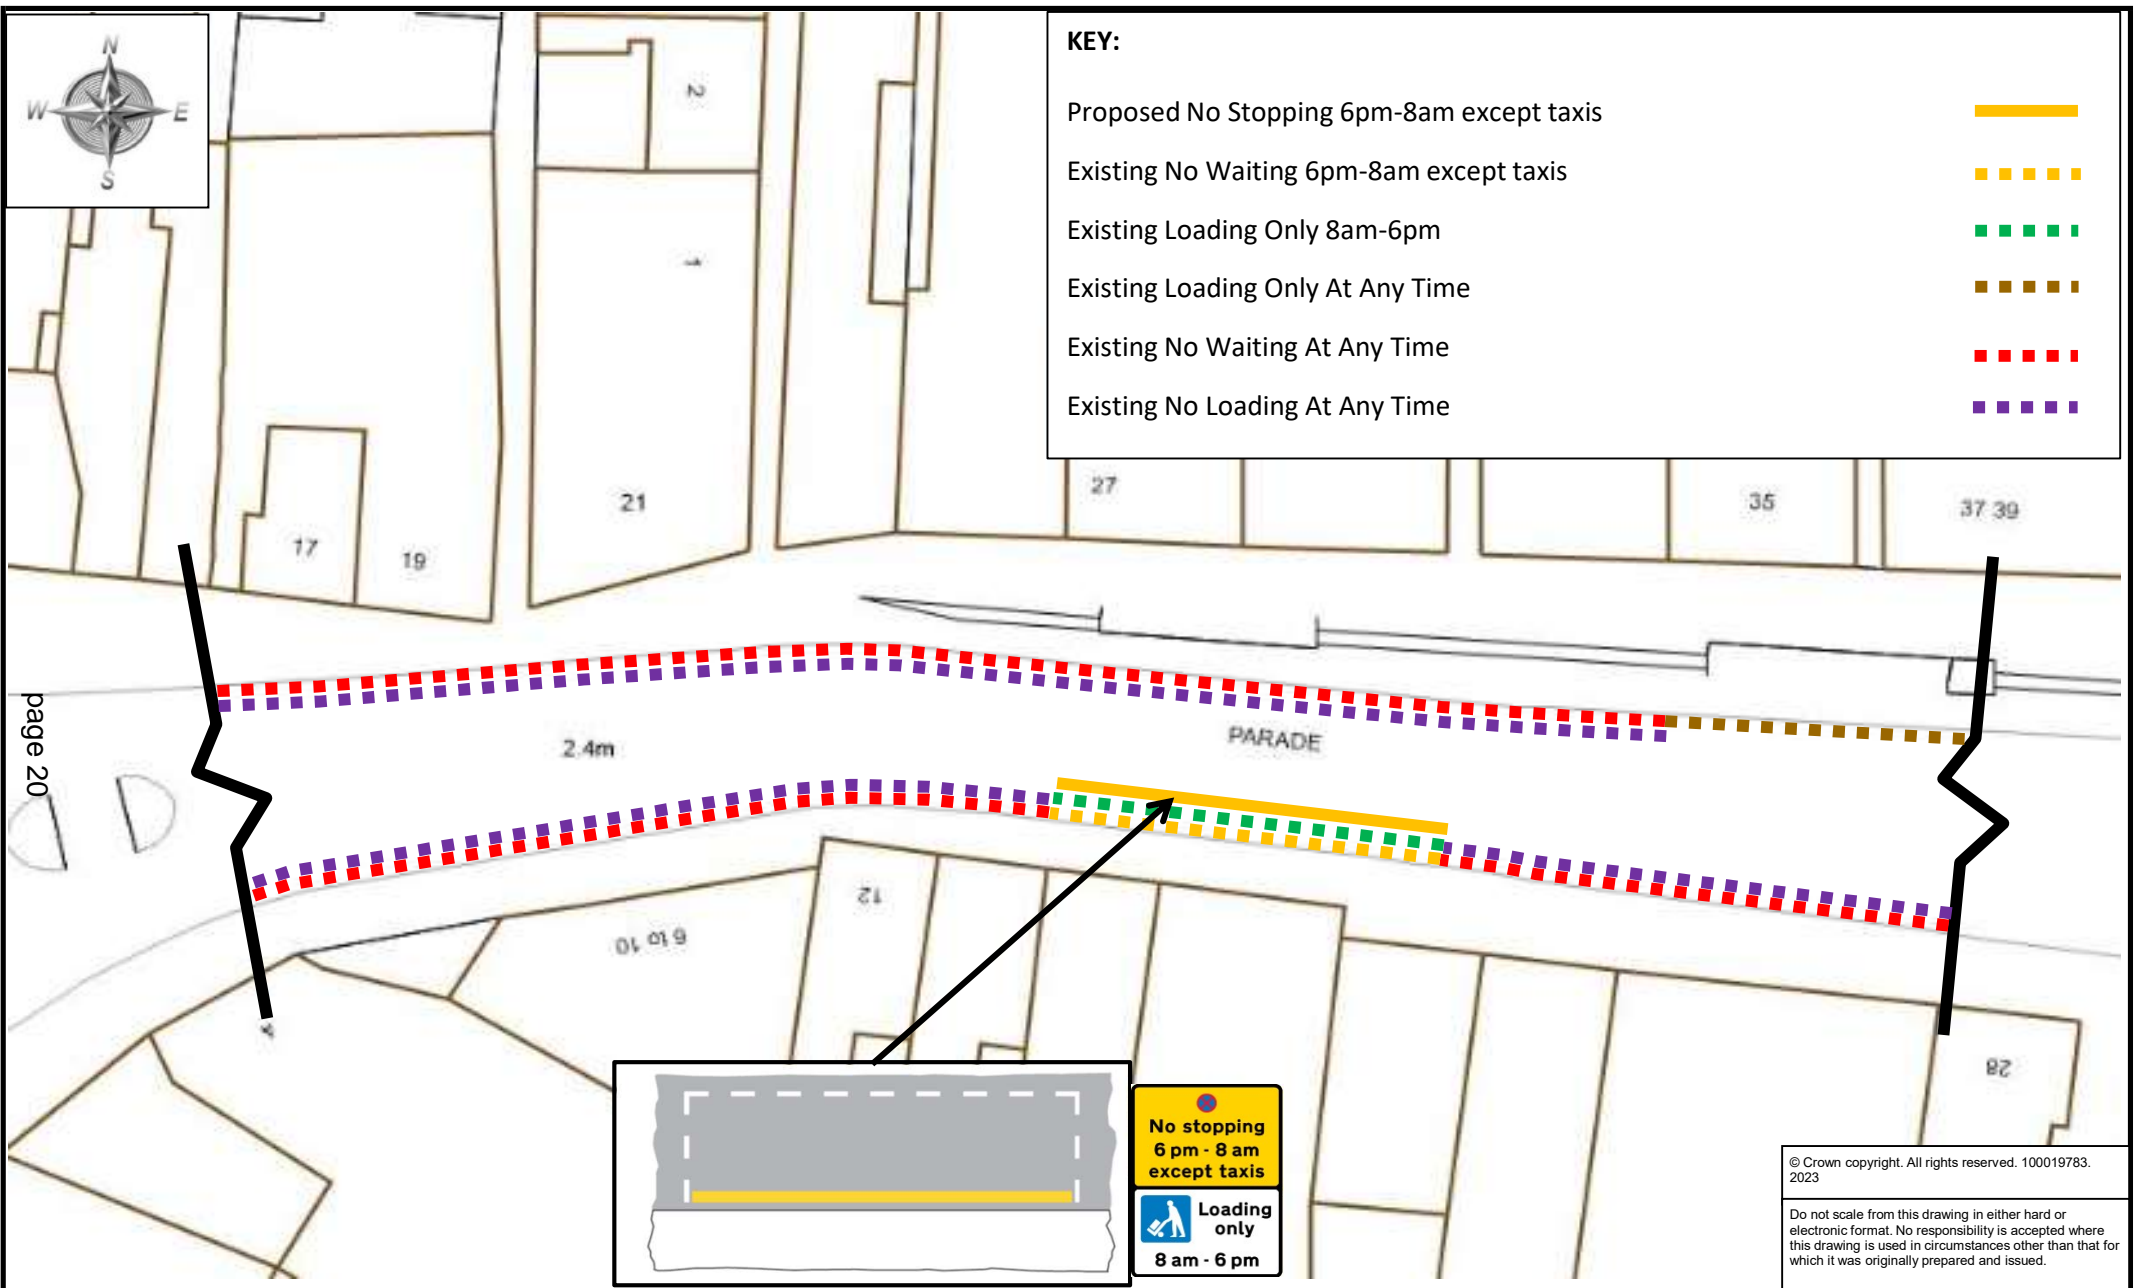 N
W
E
S
KEY:
Proposed No Stopping 6pm-8am except taxis
Existing No Waiting 6pm-8am except taxis
Existing Loading Only 8am-6pm
Existing Loading Only At Any Time
Existing No Waiting At Any Time
Existing No Loading At Any Time
2
1
21
17
19
27
35
37 39
page 20
2.4m
PARADE
12
6 to 10
28
No stopping
6 pm - 8 am
except taxis
Loading
only
8 am - 6 pm
© Crown copyright. All rights reserved. 100019783.
2023
Do not scale from this drawing in either hard or
electronic format. No responsibility is accepted where
this drawing is used in circumstances other than that for
which it was originally prepared and issued.